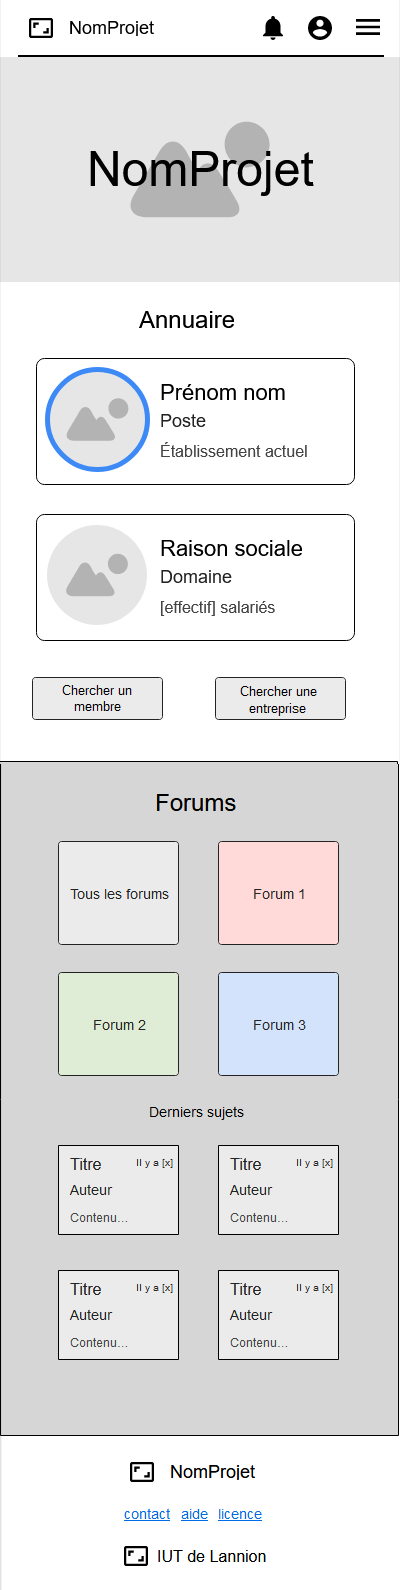 NomProjet
NomProjet
Annuaire
Prénom nom
Poste
Établissement actuel
Raison sociale
Domaine
[effectif] salariés
Chercher un
membre
Chercher une
entreprise
Forums
Tous les forums
Forum 1
Forum 2
Forum 3
Derniers sujets
Titre Il y a [x]
Auteur
Contenu...
Titre Il y a [x]
Auteur
Contenu...
Titre Il y a [x]
Auteur
Contenu...
Titre Il y a [x]
Auteur
Contenu...
NomProjet
contact aide licence
IUT de Lannion